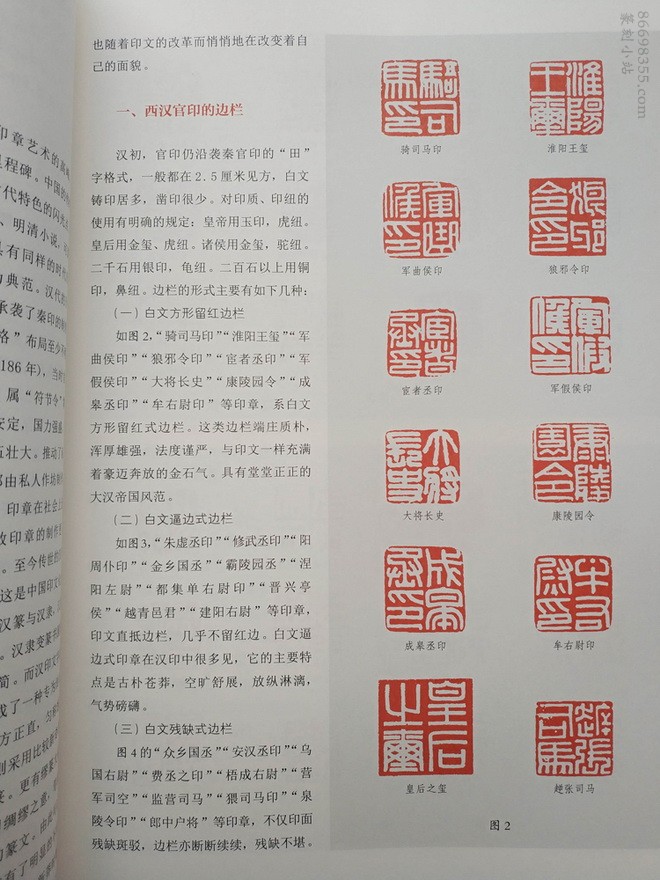 也随着印文的改革而悄悄地在改变着自
己的面貌。
一、西汉官印的边栏
汉初，官印仍沿袭秦官印的“田”
字格式，一般都在2.5厘米见方，白文
铸印居多，凿印很少。对印质、印纽的
使用有明确的规定：皇帝用玉印，虎纽。
皇后用金玺、虎纽。诸侯用金玺，驼纽。
二千石用银印，龟纽。二百石以上用铜
印，鼻纽。边栏的形式主要有如下几种：
（一）白文方形留红边栏
如图2，“骑司马印”“淮阳王玺”“军
曲侯印”“狼邪令印”“宦者丞印”“军
假侯印”“大将长史”“康陵园令”“成
皋丞印”“牟右尉印”等印章，系白文
方形留红式边栏。这类边栏端庄质朴，
浑厚雄强，法度谨严，与印文一样充满
着豪迈奔放的金石气。具有堂堂正正的
大汉帝国风范。
（二）白文逼边式边栏
如图3，“朱虚丞印”“修武丞印”“阳
周仆印”“金乡国丞”“霸陵园丞”“涅
阳左尉”“都集单右尉印”“晋兴亭
侯”“越青邑君”“建阳右尉”等印章，
印文直抵边栏，几乎不留红边。白文逼
边式印章在汉印中很多见，它的主要特
点是古朴苍莽，空旷舒展，放纵淋漓，
气势磅礴。
（三）白文残缺式边栏
图4的“众乡国丞”“安汉丞印”“乌
国右尉”“费丞之印”“梧成右尉”“营
军司空”“监营司马”“猥司马印”“泉
陵令印”“郎中户将”等印章，不仅印面
残缺斑驳，边栏亦断断续续，残缺不堪。
骑司马印
淮阳王玺
军曲侯印
狼邪令印
宦者丞印
军假侯印
大将长史
康陵园令
成皋丞印
牟右尉印
皇后之玺
趩张司马
图2
86698355.com
篆刻小站